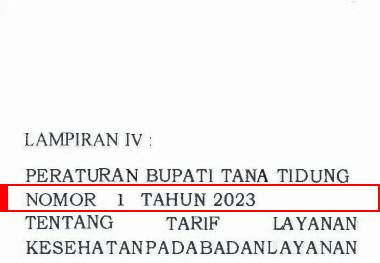 LAMPIRAN IV :
PERATURAN BUPATI TANA TIDUNG
NOMOR 1 TAHUN 2023
TENTANG TARIF LAYANAN
KESEHATANPADABADANLAYANAN